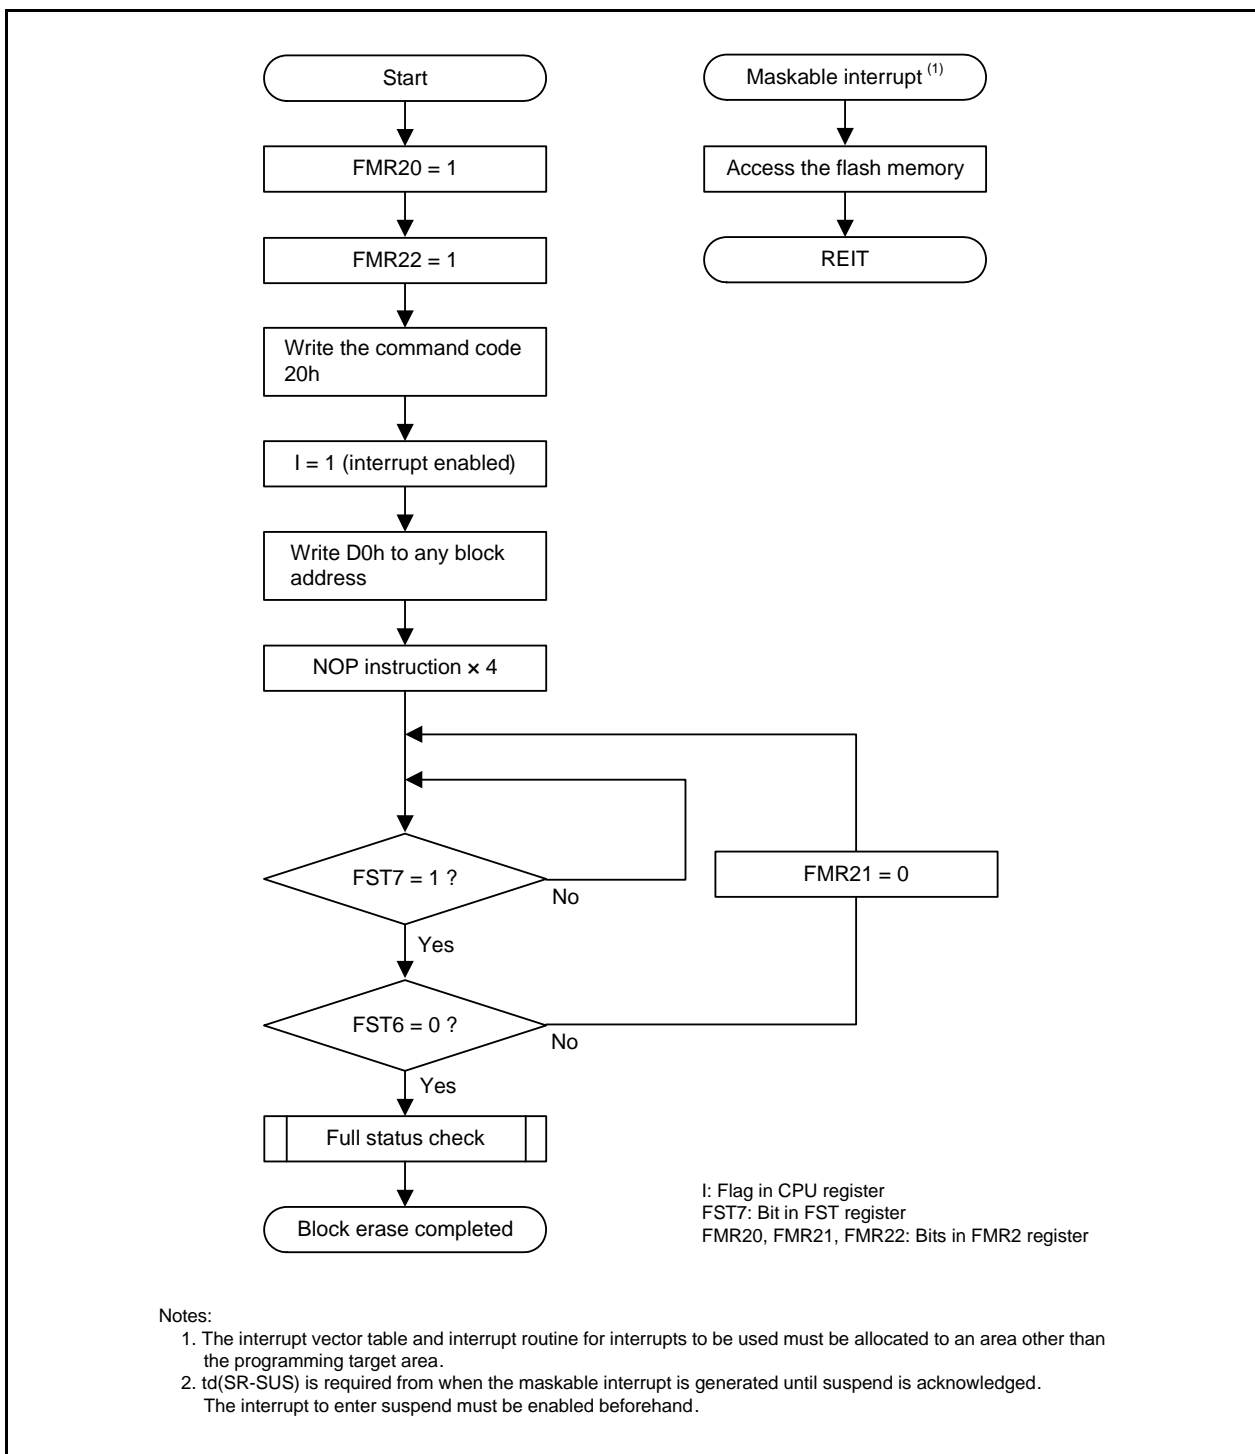 Start
FMR20 = 1
FMR22 = 1
Write the command code
20h
I = 1 (interrupt enabled)
Write D0h to any block
address
NOP instruction × 4
FST7 = 1 ?
No
Yes
FST6 = 0 ?
No
Yes
Full status check
Block erase completed
FMR21 = 0
Maskable interrupt (1)
Access the flash memory
REIT
I: Flag in CPU register
FST7: Bit in FST register
FMR20, FMR21, FMR22: Bits in FMR2 register
Notes:
1. The interrupt vector table and interrupt routine for interrupts to be used must be allocated to an area other than
the programming target area.
2. td(SR-SUS) is required from when the maskable interrupt is generated until suspend is acknowledged.
The interrupt to enter suspend must be enabled beforehand.